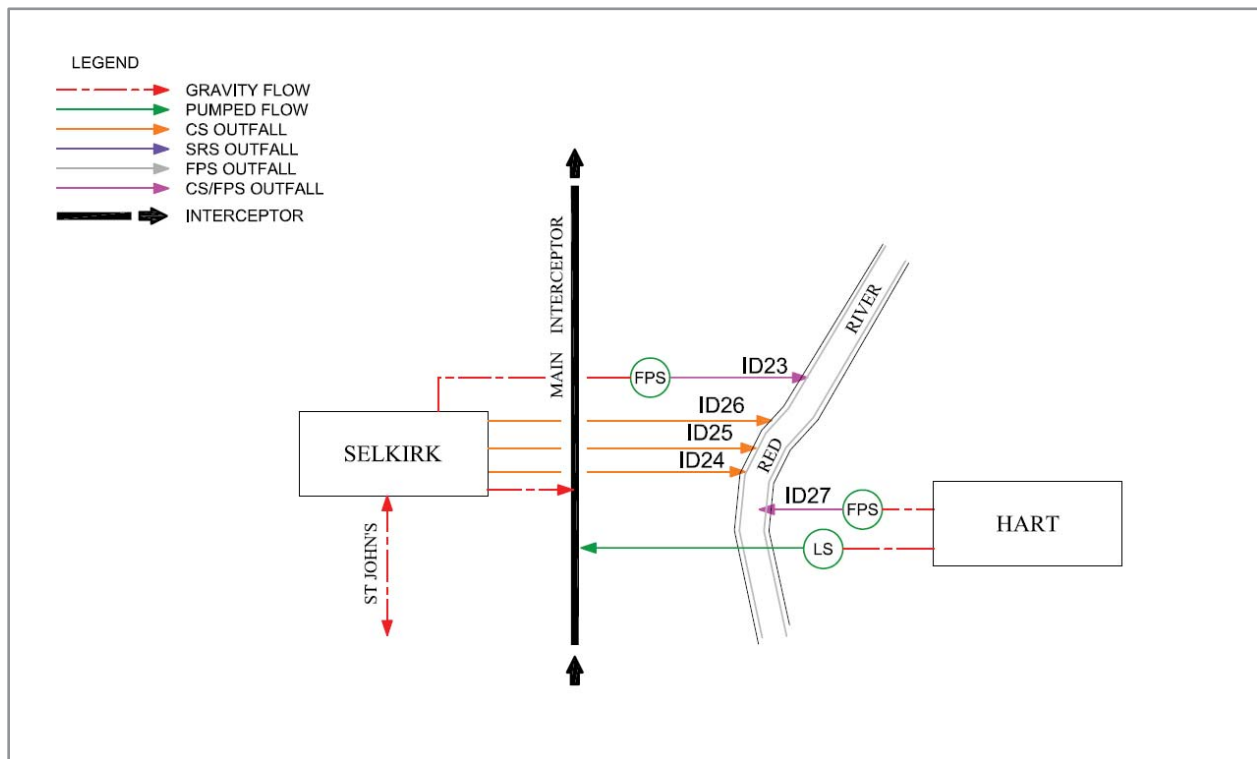 LEGEND
GRAVITY FLOW
PUMPED FLOW
CS OUTFALL
SRS OUTFALL
FPS OUTFALL
CS/FPS OUTFALL
INTERCEPTOR
MAIN INTERCEPTOR
RED RIVER
FPS
ID23
ID26
ID25
ID24
SELKIRK
ST JOHN'S
ID27
FPS
HART
LS